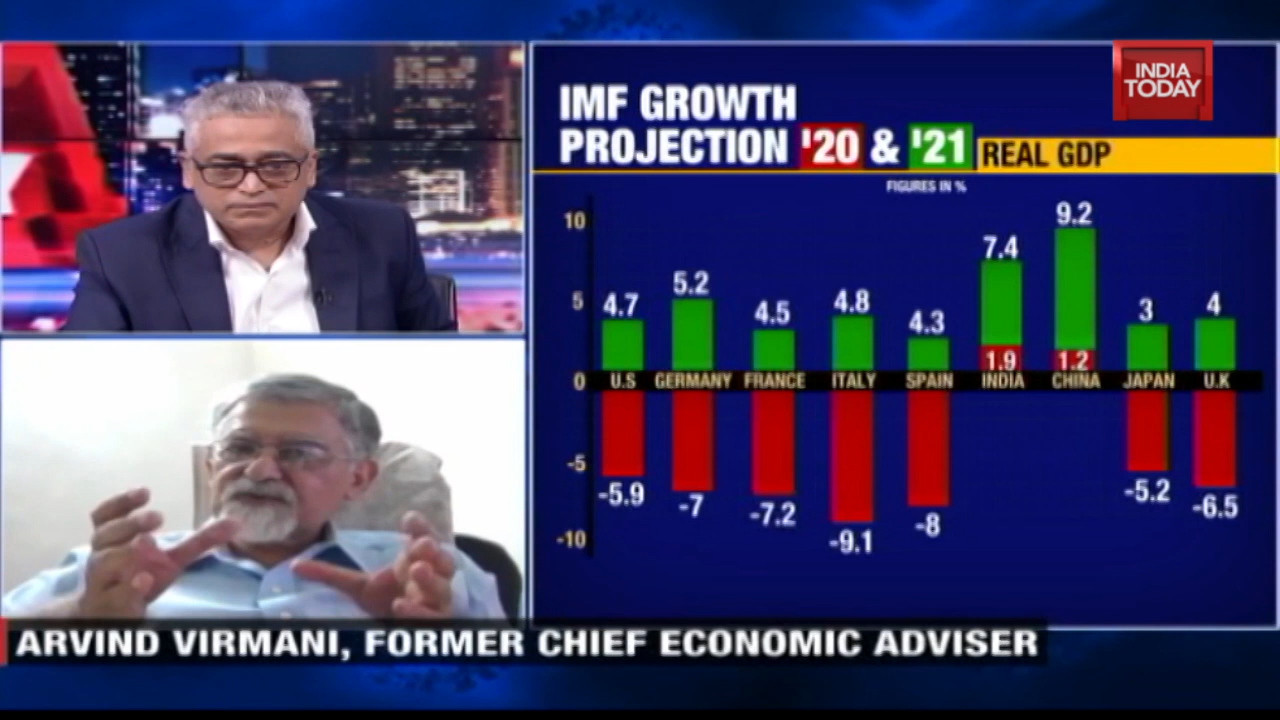 INDIA
TODAY
IMF GROWTH
PROJECTION '20 & '21 REAL GDP
FIGURES IN %
10
5
0
-5
-10
4.7 5.2 4.5 4.8 4.3 7.4 9.2 3 4
1.9 1.2
U.S GERMANY FRANCE ITALY SPAIN INDIA CHINA JAPAN U.K
-5.9 -7 -7.2 -9.1 -8 -5.2 -6.5
ARVIND VIRMANI, FORMER CHIEF ECONOMIC ADVISER